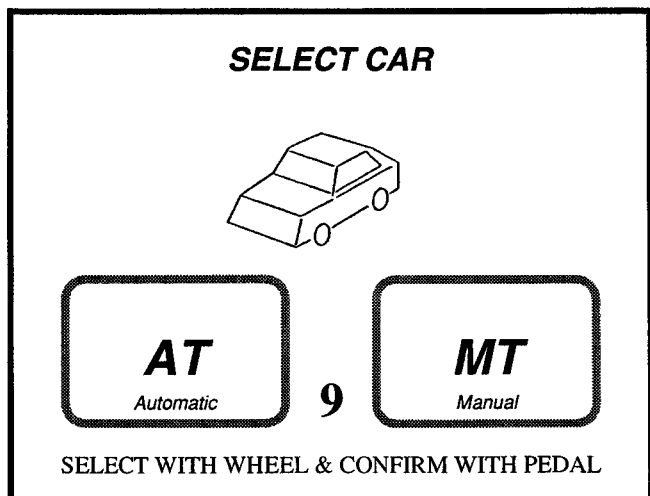 SELECT CAR
AT
Automatic
9
MT
Manual
SELECT WITH WHEEL & CONFIRM WITH PEDAL